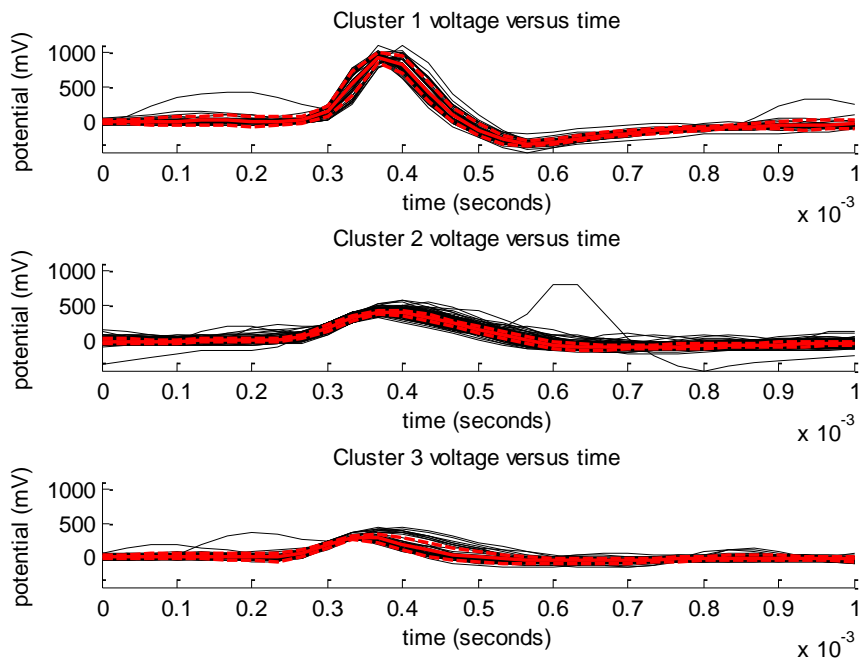 Cluster 1 voltage versus time
potential (mV)
1000
500
0
0 0.1 0.2 0.3 0.4 0.5 0.6 0.7 0.8 0.9 1
x 10^-3
time (seconds)
Cluster 2 voltage versus time
potential (mV)
1000
500
0
0 0.1 0.2 0.3 0.4 0.5 0.6 0.7 0.8 0.9 1
x 10^-3
time (seconds)
Cluster 3 voltage versus time
potential (mV)
1000
500
0
0 0.1 0.2 0.3 0.4 0.5 0.6 0.7 0.8 0.9 1
x 10^-3
time (seconds)